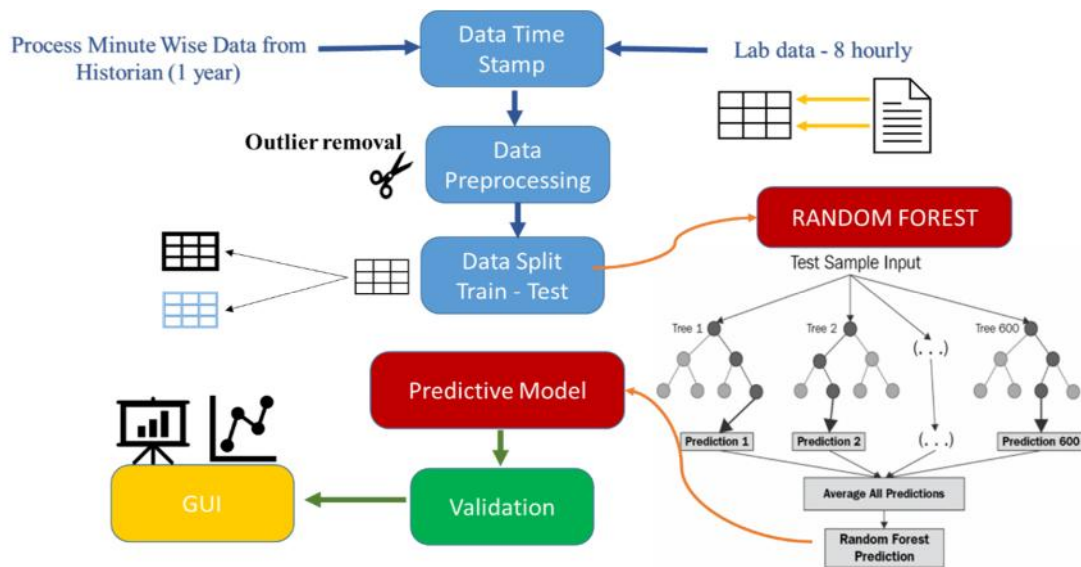 Process Minute Wise Data from
Historian (1 year)
Data Time
Stamp
Lab data - 8 hourly
Outlier removal
Data
Preprocessing
RANDOM FOREST
Data Split
Train - Test
Test Sample Input
Tree 1
Tree 2
(...)
Tree 600
Predictive Model
Prediction 1
Prediction 2
(...)
Prediction 600
GUI
Validation
Average All Predictions
Random Forest
Prediction